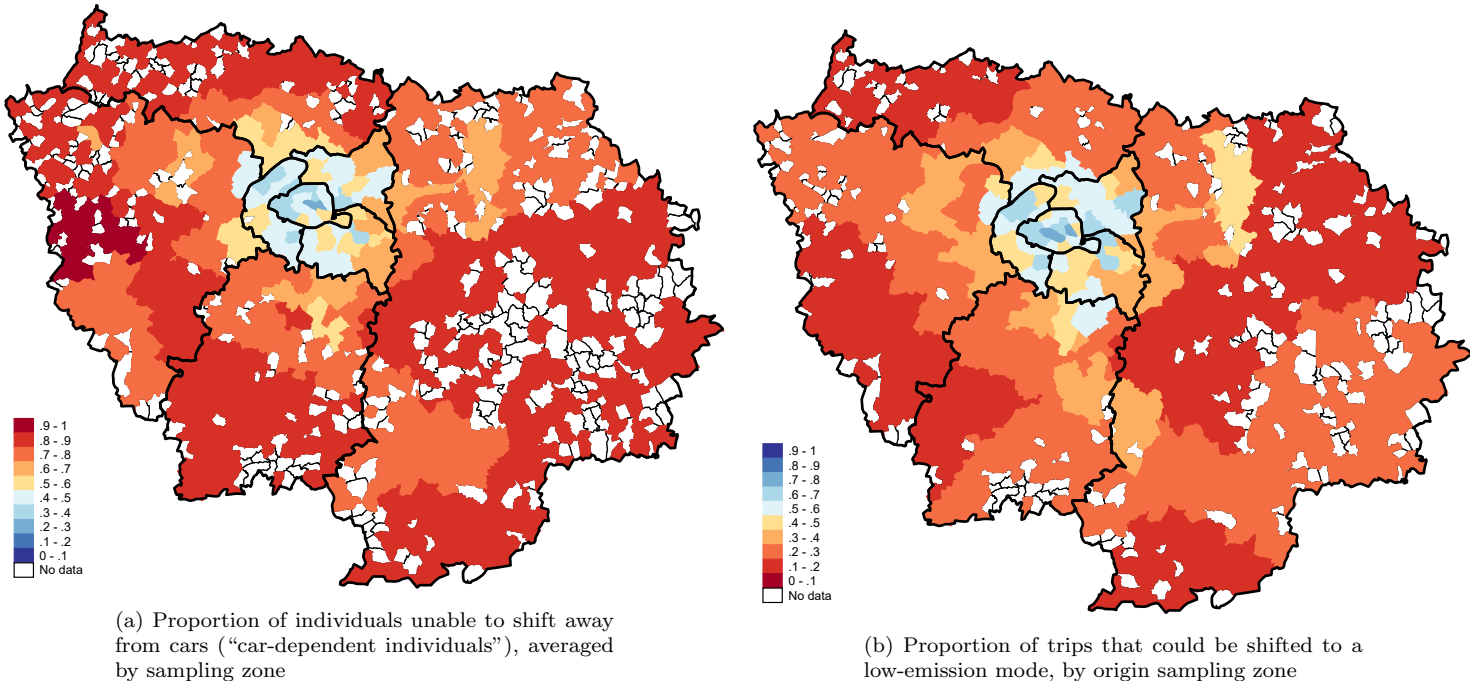 .9 - 1
.8 - .9
.7 - .8
.6 - .7
.5 - .6
.4 - .5
.3 - .4
.2 - .3
.1 - .2
0 - .1
No data
(a) Proportion of individuals unable to shift away
from cars (“car-dependent individuals”), averaged
by sampling zone
.9 - 1
.8 - .9
.7 - .8
.6 - .7
.5 - .6
.4 - .5
.3 - .4
.2 - .3
.1 - .2
0 - .1
No data
(b) Proportion of trips that could be shifted to a
low-emission mode, by origin sampling zone